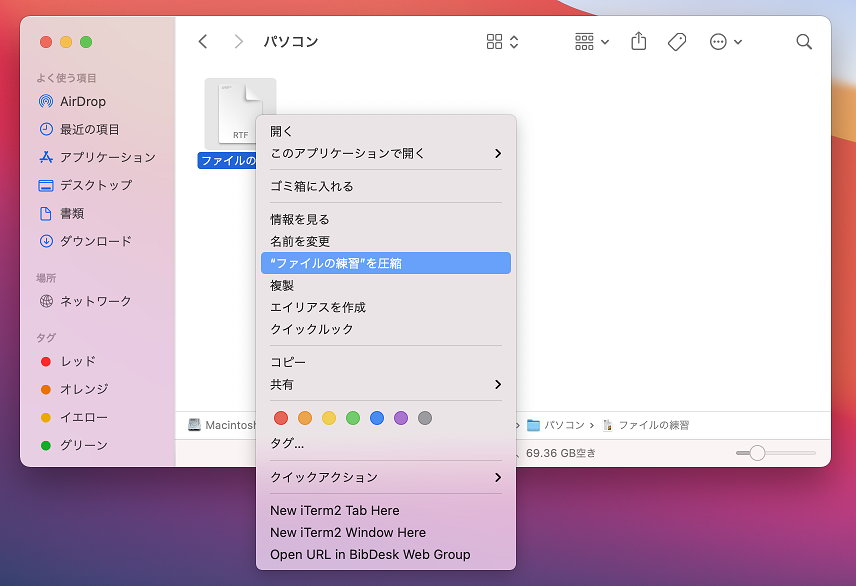 パソコン
よく使う項目
AirDrop
最近の項目
アプリケーション
デスクトップ
書類
ダウンロード
場所
ネットワーク
タグ
レッド
オレンジ
イエロー
グリーン
RTF
ファイルの
開く
このアプリケーションで開く
ゴミ箱に入れる
情報を見る
名前を変更
“ファイルの練習”を圧縮
複製
エイリアスを作成
クイックルック
コピー
共有
タグ...
クイックアクション
New iTerm2 Tab Here
New iTerm2 Window Here
Open URL in BibDesk Web Group
Macintosh
パソコン › ファイルの練習
、69.36 GB空き